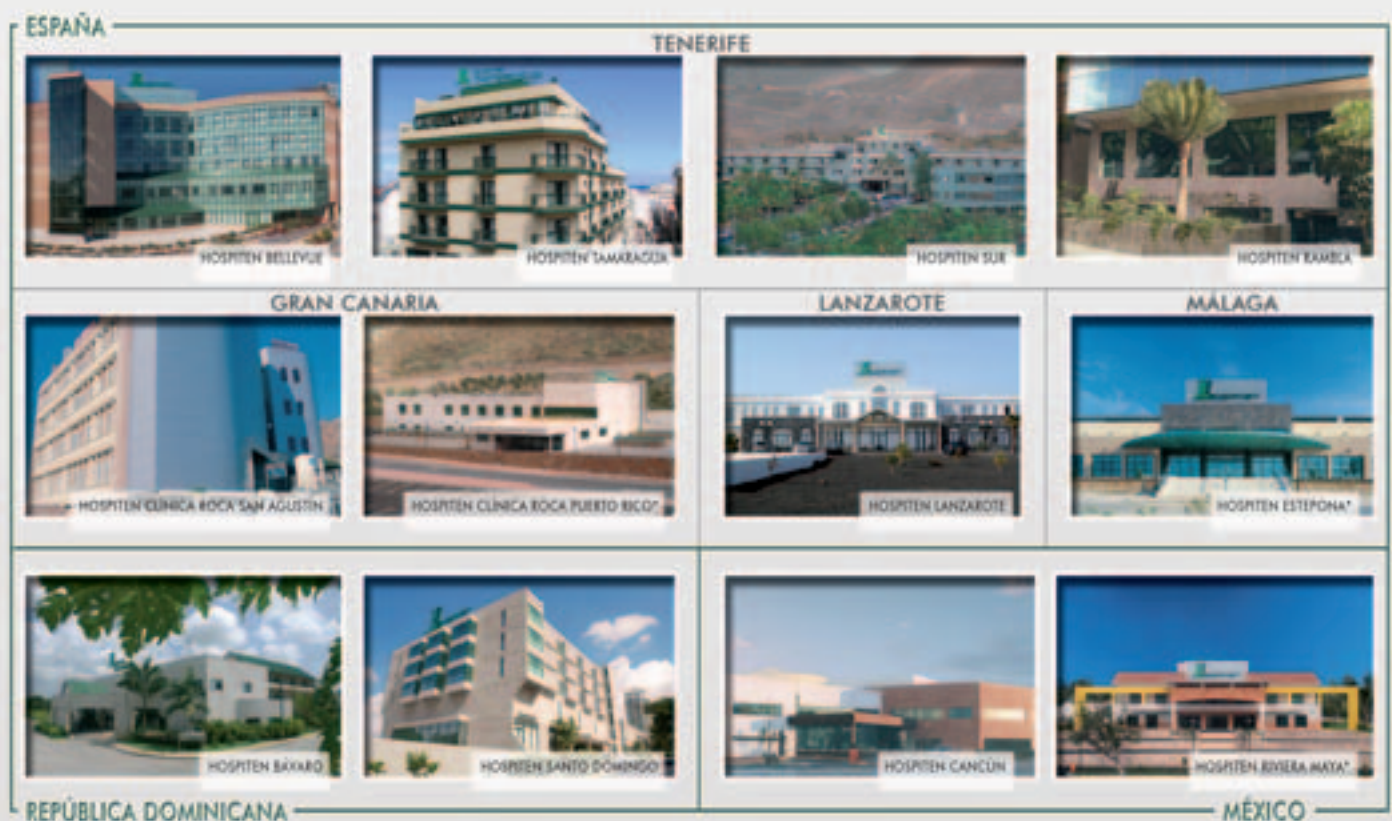 ESPAÑA
TENERIFE
HOSPITEN BELLEVUE
HOSPITEN TAMARAGUA
HOSPITEN SUR
HOSPITEN RAMBLA
GRAN CANARIA
LANZAROTE
MÁLAGA
HOSPITEN CLÍNICA ROCA SAN AGUSTÍN
HOSPITEN CLÍNICA ROCA PUERTO RICO*
HOSPITEN LANZAROTE
HOSPITEN ESTEPONA*
HOSPITEN BÁVARO
HOSPITEN SANTO DOMINGO
HOSPITEN CANCÚN
HOSPITEN RIVIERA MAYA*
REPÚBLICA DOMINICANA
MÉXICO